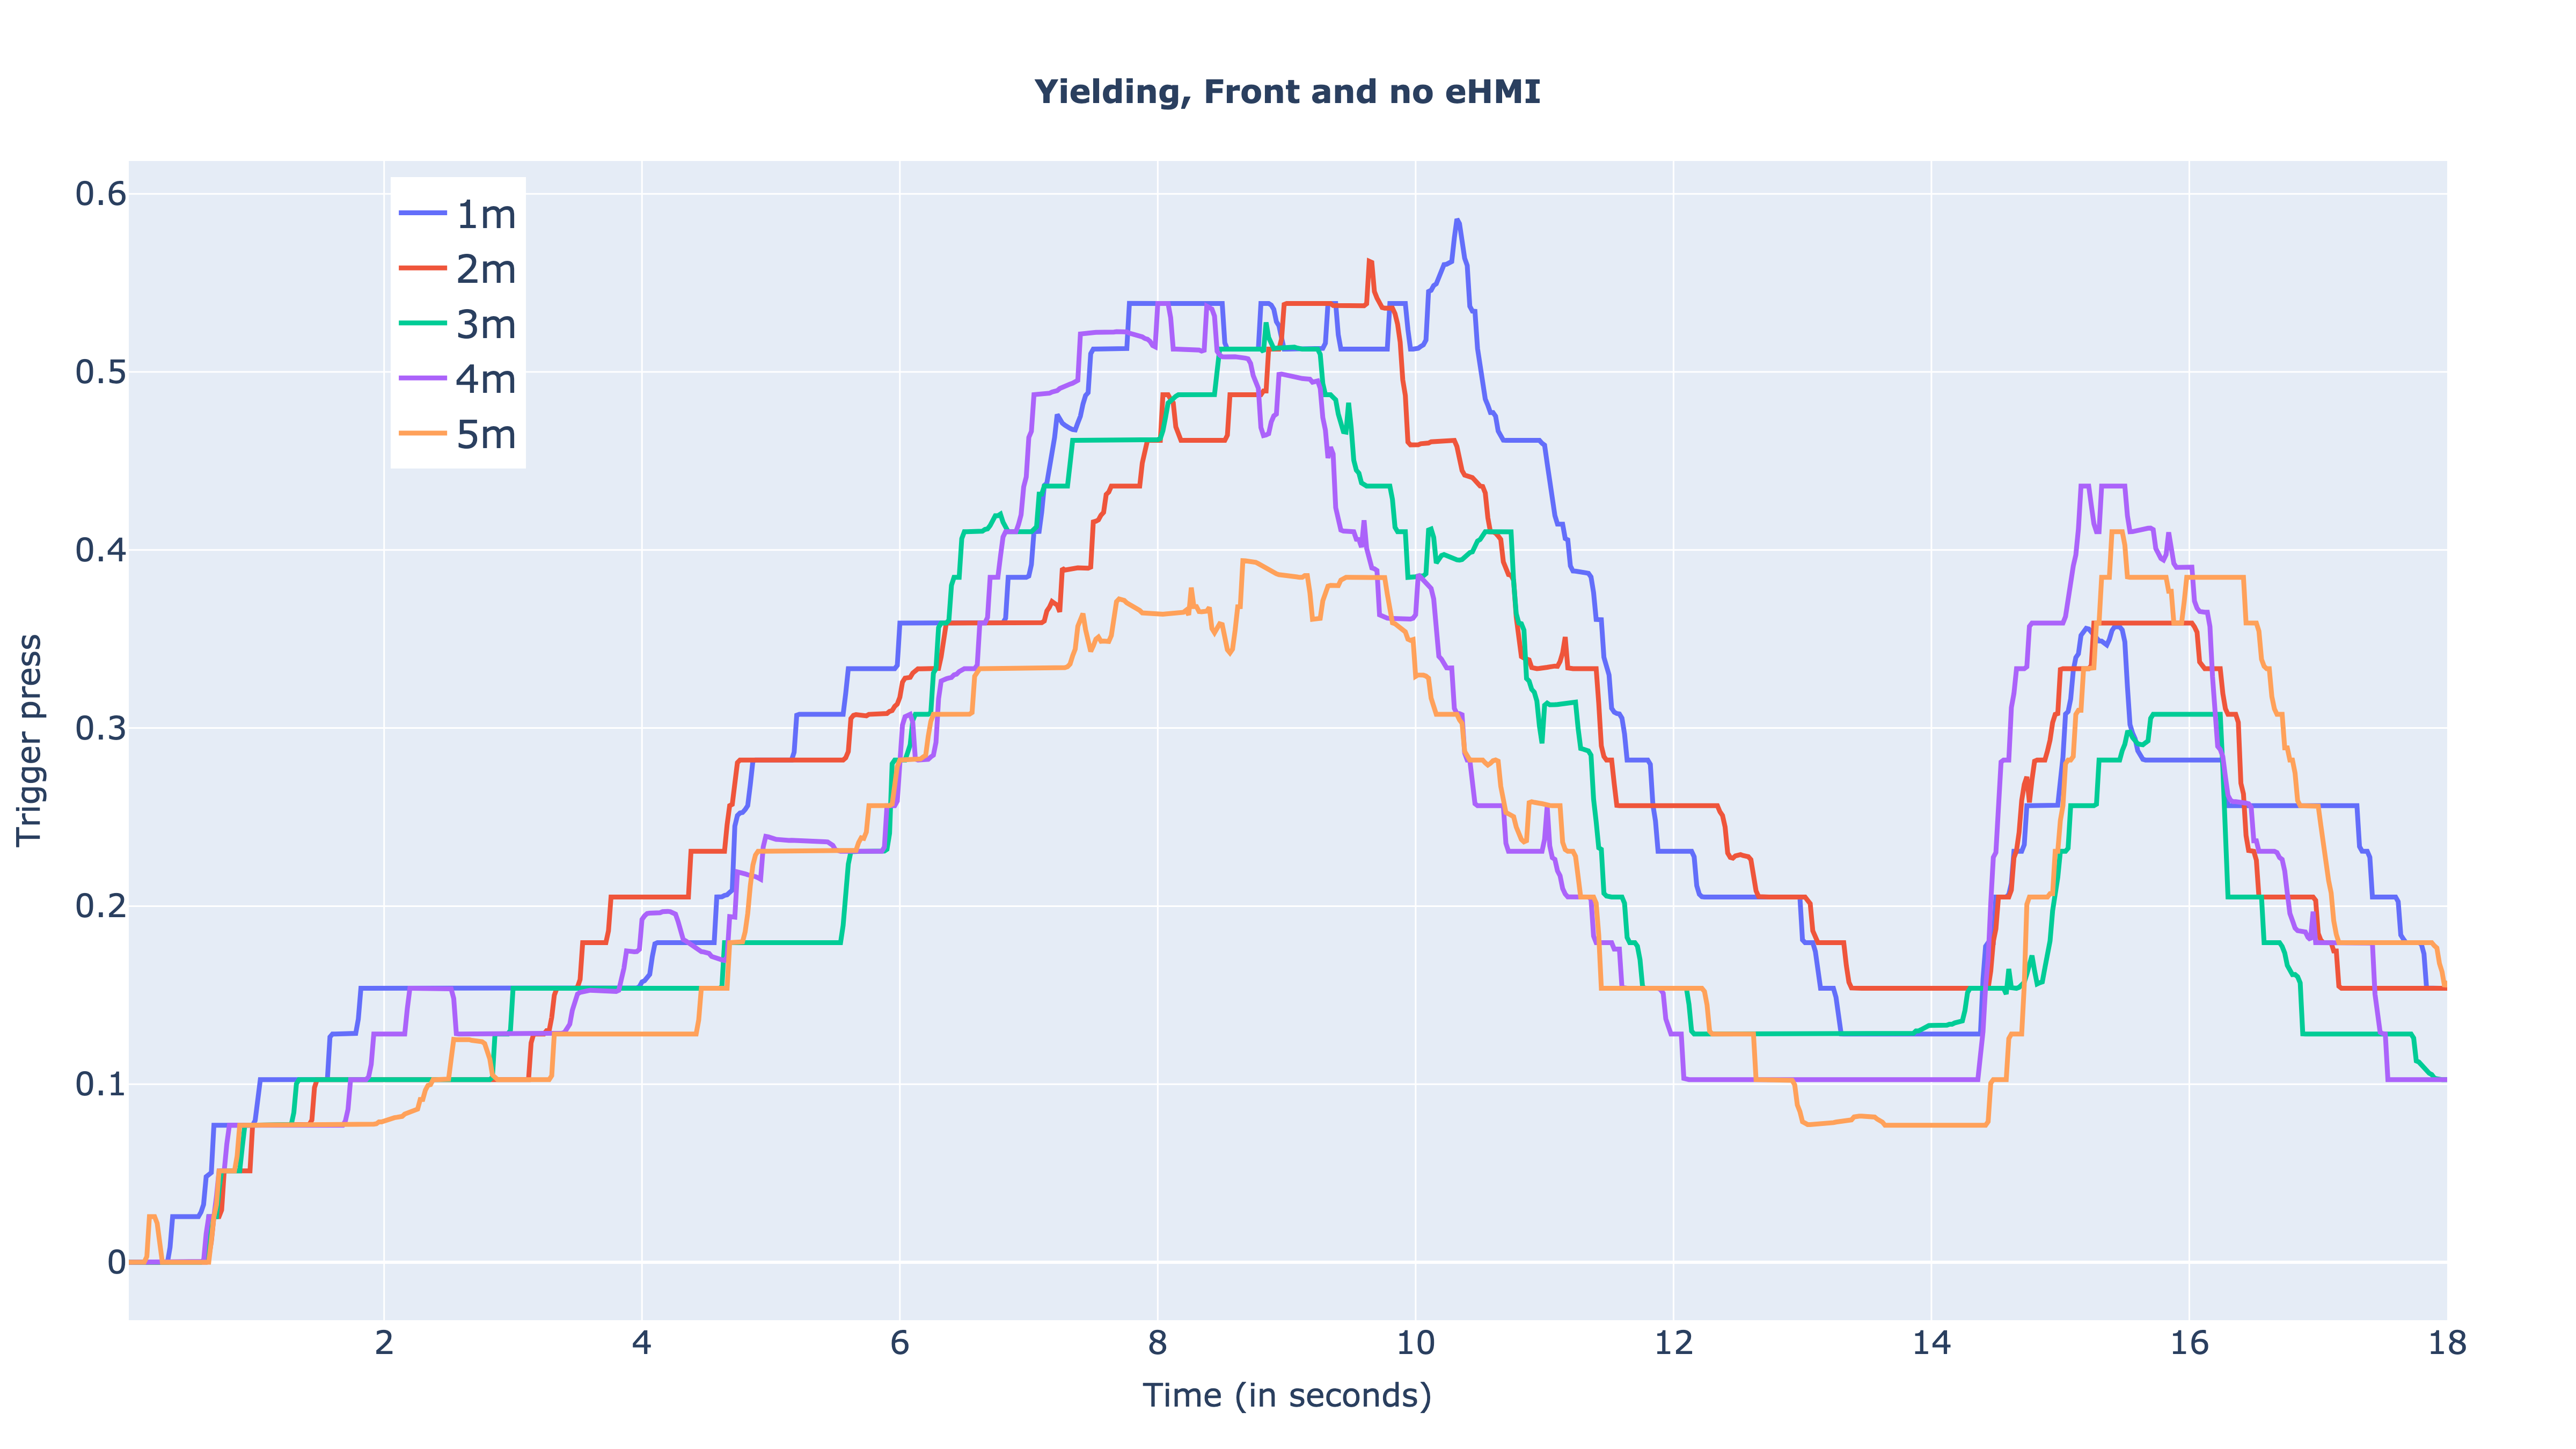 Yielding, Front and no eHMI
1m
2m
3m
4m
5m
Trigger press
0.6
0.5
0.4
0.3
0.2
0.1
0
2 4 6 8 10 12 14 16 18
Time (in seconds)